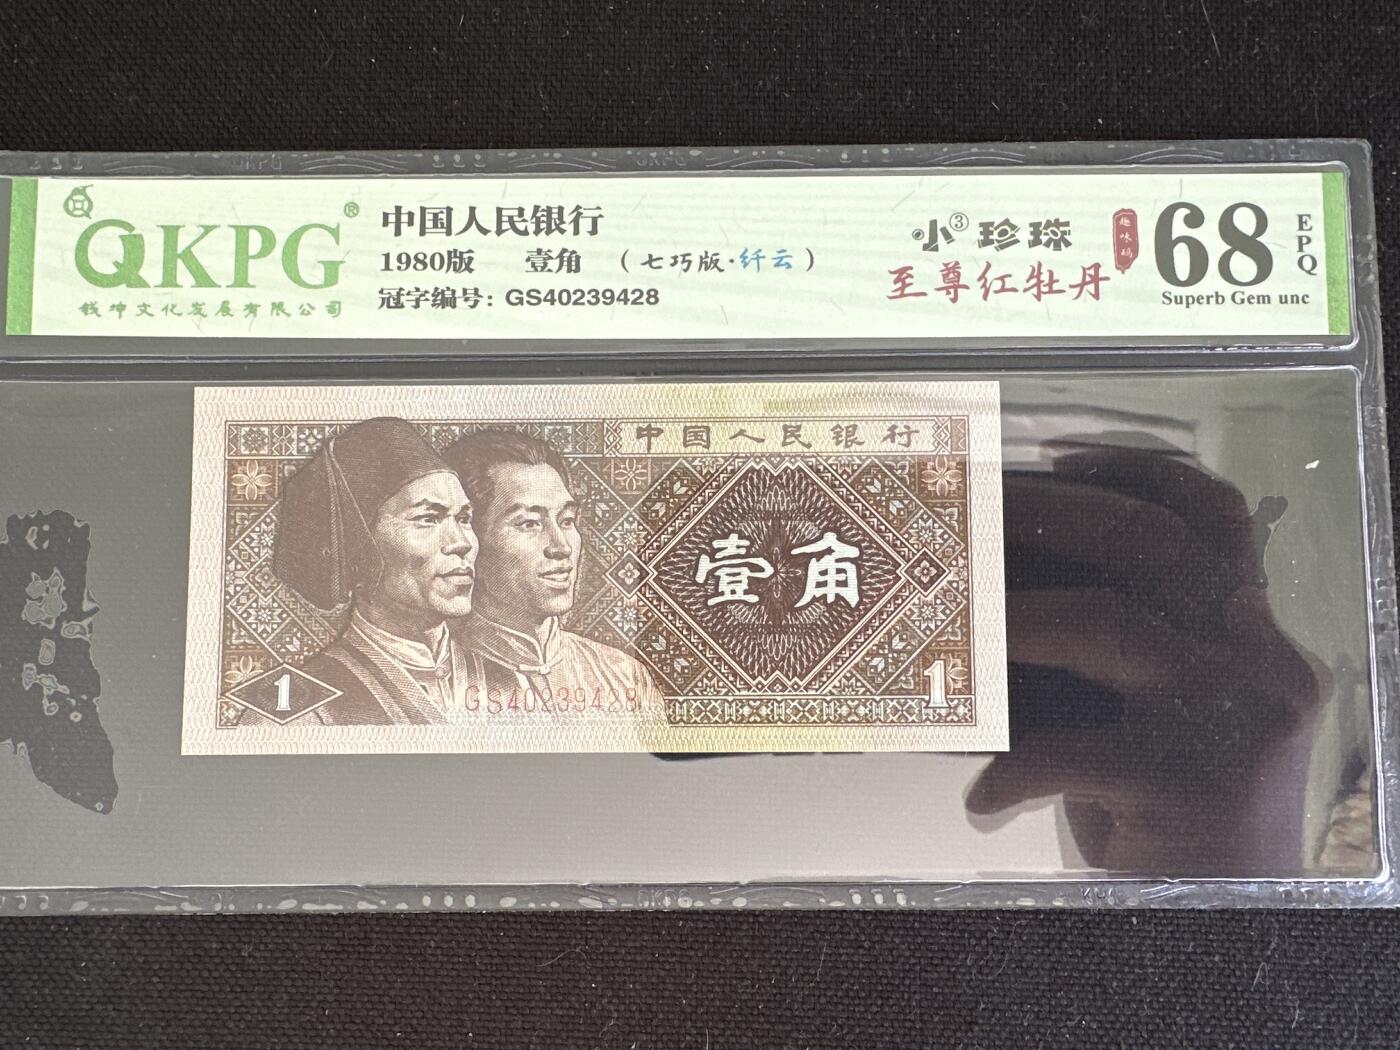 QKPG®
钱坤文化发展有限公司
中国人民银行
1980版 壹角 (七巧版·纤云)
冠字编号: GS40239428
小③珍珠
至尊红牡丹
趣味码
68
EPQ
Superb Gem unc
中国人民银行
壹角
1
GS40239428
1